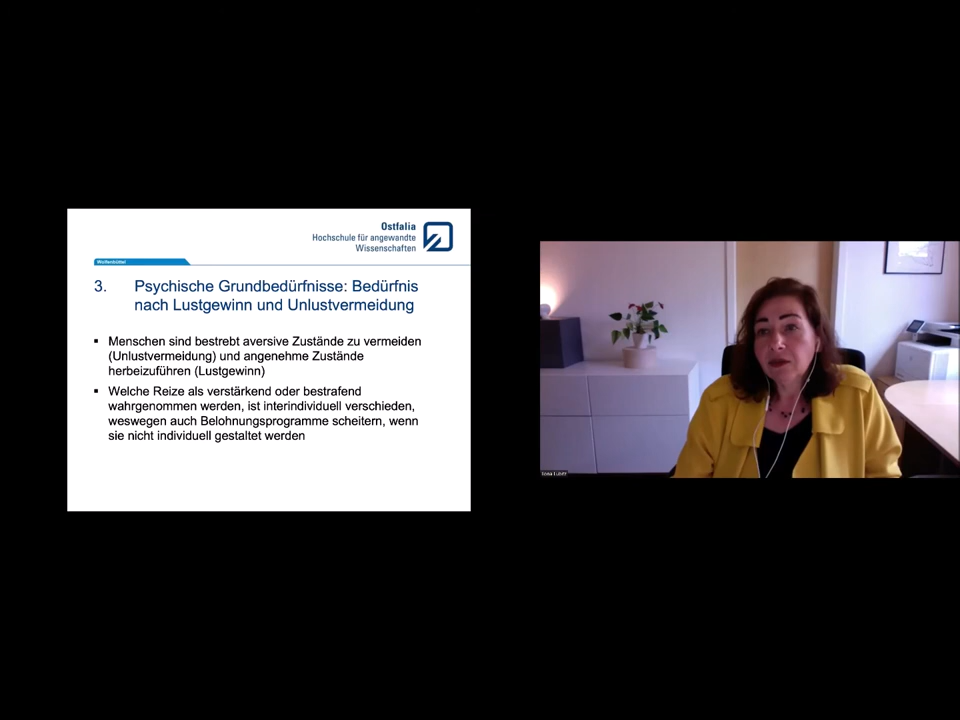 Ostfalia
Hochschule für angewandte
Wissenschaften
Wolfenbüttel
3. Psychische Grundbedürfnisse: Bedürfnis
nach Lustgewinn und Unlustvermeidung
▪ Menschen sind bestrebt aversive Zustände zu vermeiden
(Unlustvermeidung) und angenehme Zustände
herbeizuführen (Lustgewinn)
▪ Welche Reize als verstärkend oder bestrafend
wahrgenommen werden, ist interindividuell verschieden,
weswegen auch Belohnungsprogramme scheitern, wenn
sie nicht individuell gestaltet werden